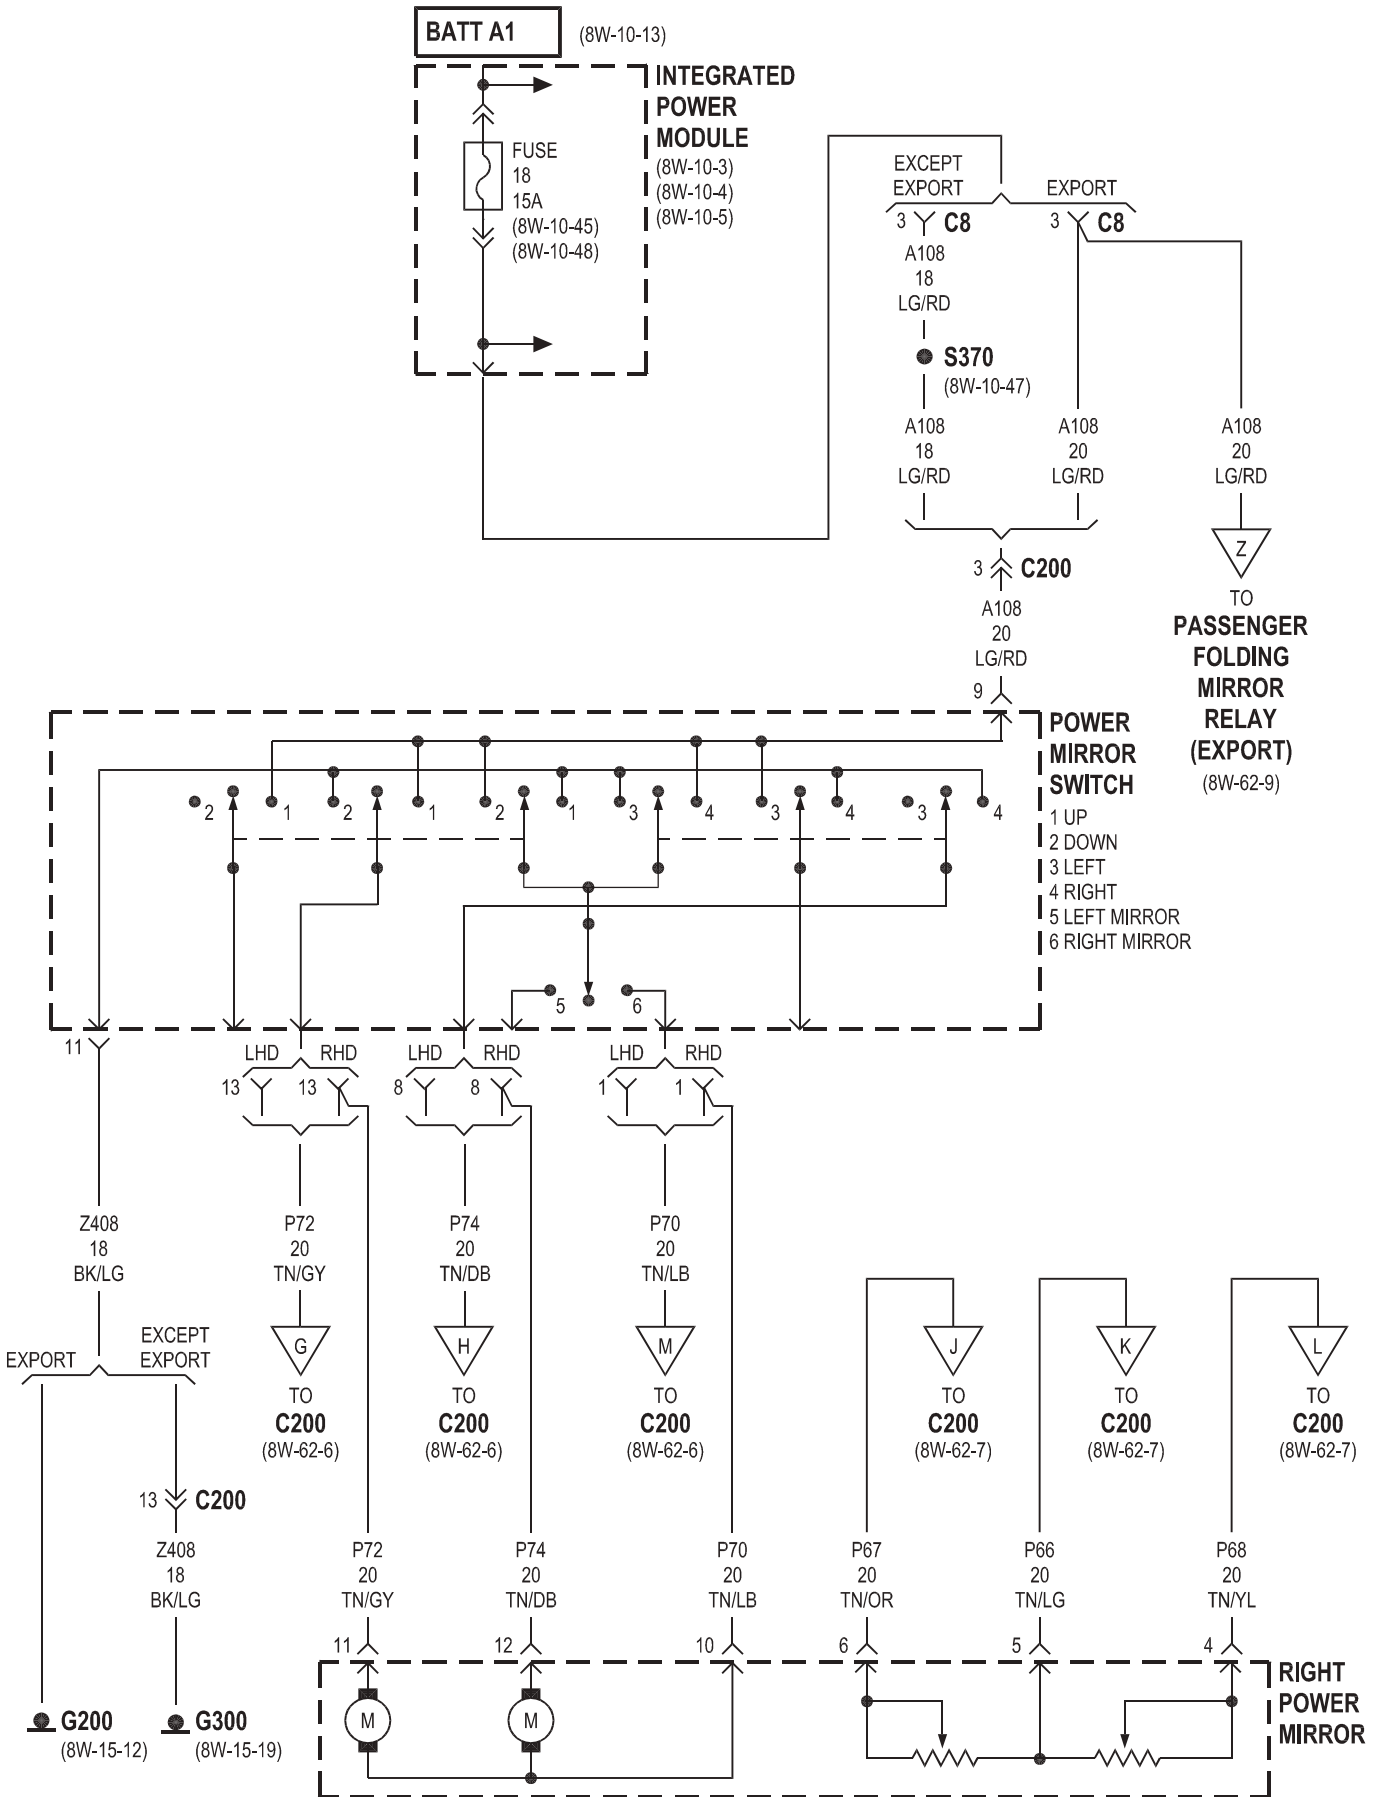 BATT A1
(8W-10-13)
INTEGRATED
POWER
MODULE
(8W-10-3)
(8W-10-4)
(8W-10-5)
FUSE
18
15A
(8W-10-45)
(8W-10-48)
EXCEPT
EXPORT
EXPORT
3 C8
3 C8
A108
18
LG/RD
S370
(8W-10-47)
A108 A108 A108
18 20 20
LG/RD LG/RD LG/RD
Z
TO
PASSENGER
FOLDING
MIRROR
RELAY
(EXPORT)
(8W-62-9)
3 C200
A108
20
LG/RD
9
POWER
MIRROR
SWITCH
1 UP
2 DOWN
3 LEFT
4 RIGHT
5 LEFT MIRROR
6 RIGHT MIRROR
2 1 2 1 2 1 3 4 3 4 3 4
5 6
11
LHD RHD LHD RHD LHD RHD
13 13 8 8 1 1
Z408 P72 P74 P70
18 20 20 20
BK/LG TN/GY TN/DB TN/LB
EXPORT
EXCEPT
EXPORT
G H M J K L
TO TO TO TO TO TO
C200 C200 C200 C200 C200 C200
(8W-62-6) (8W-62-6) (8W-62-6) (8W-62-7) (8W-62-7) (8W-62-7)
13 C200
Z408 P72 P74 P70 P67 P66 P68
18 20 20 20 20 20 20
BK/LG TN/GY TN/DB TN/LB TN/OR TN/LG TN/YL
11 12 10 6 5 4
G200
(8W-15-12)
G300
(8W-15-19)
M M
RIGHT
POWER
MIRROR